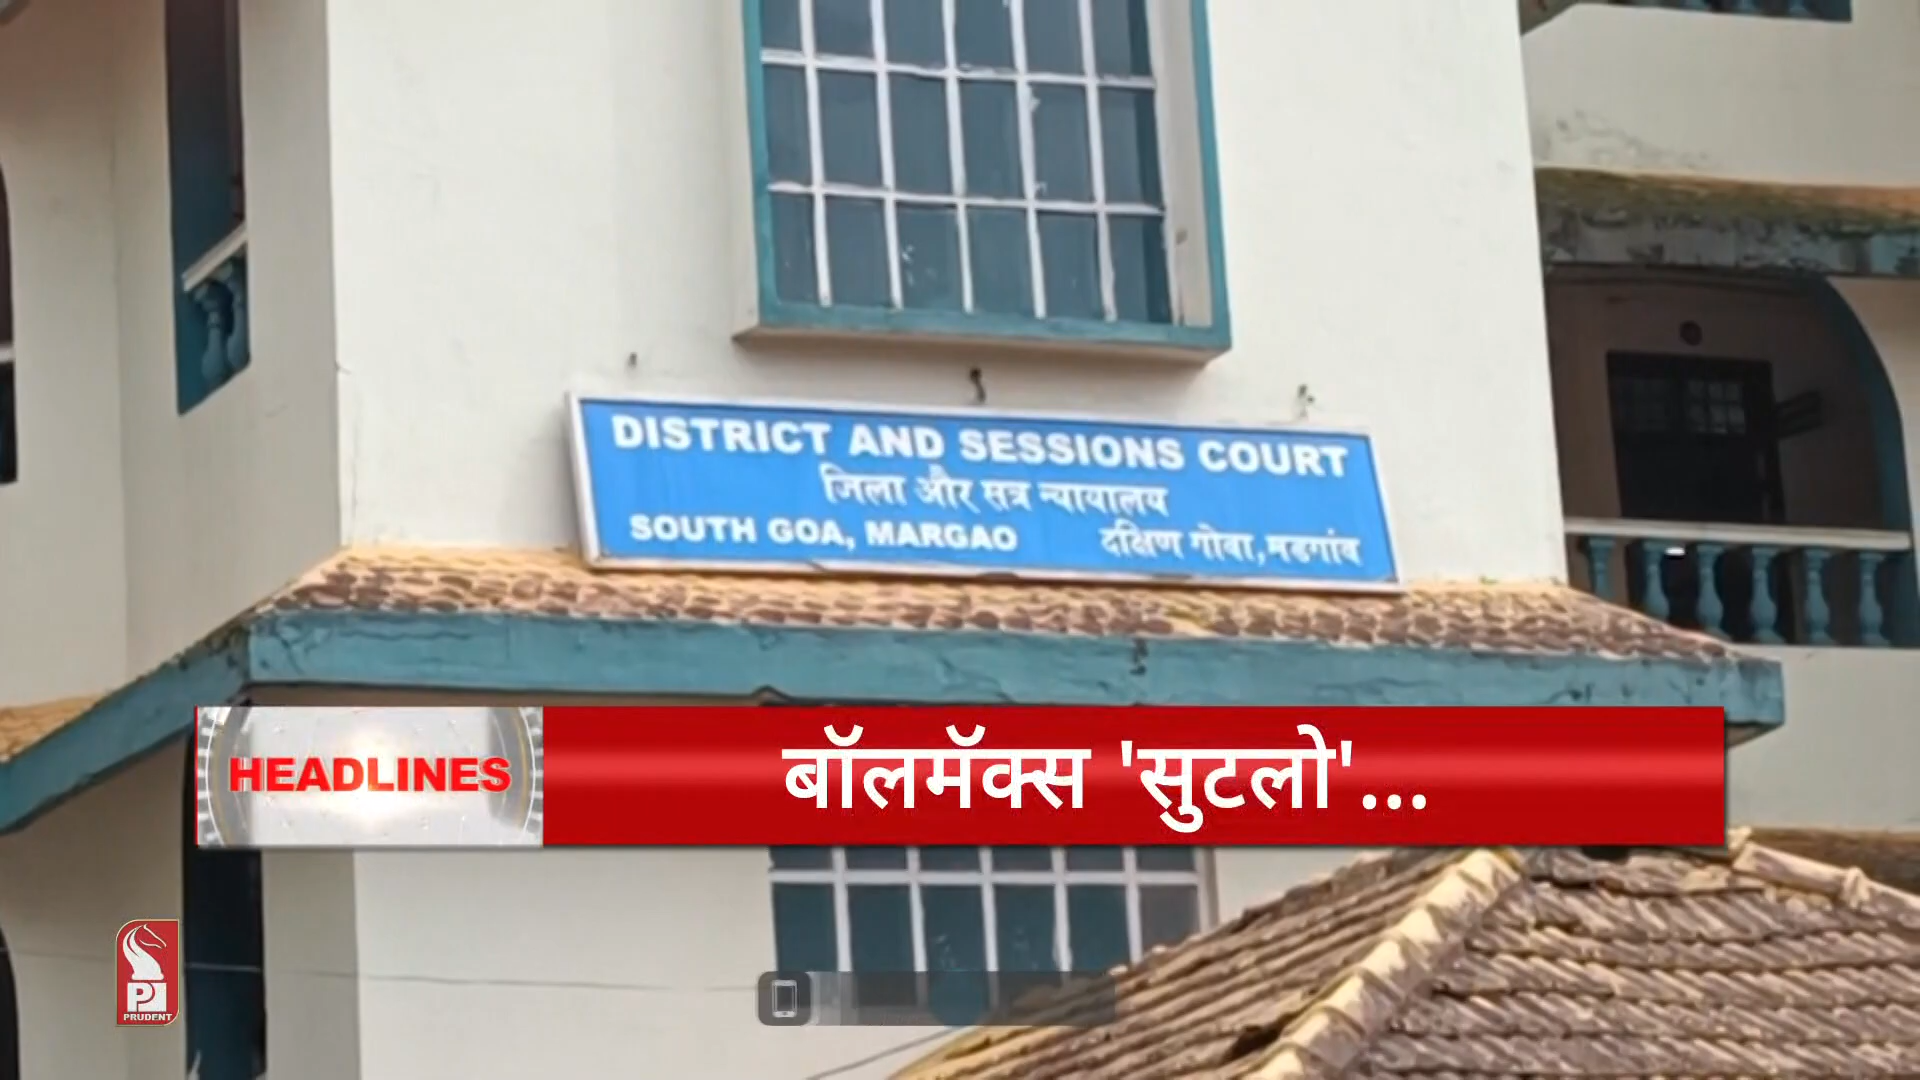 DISTRICT AND SESSIONS COURT
जिला और सत्र न्यायालय
SOUTH GOA, MARGAO दक्षिण गोवा, मडगांव
HEADLINES बॉलमॅक्स 'सुटलो'...
P
PRUDENT